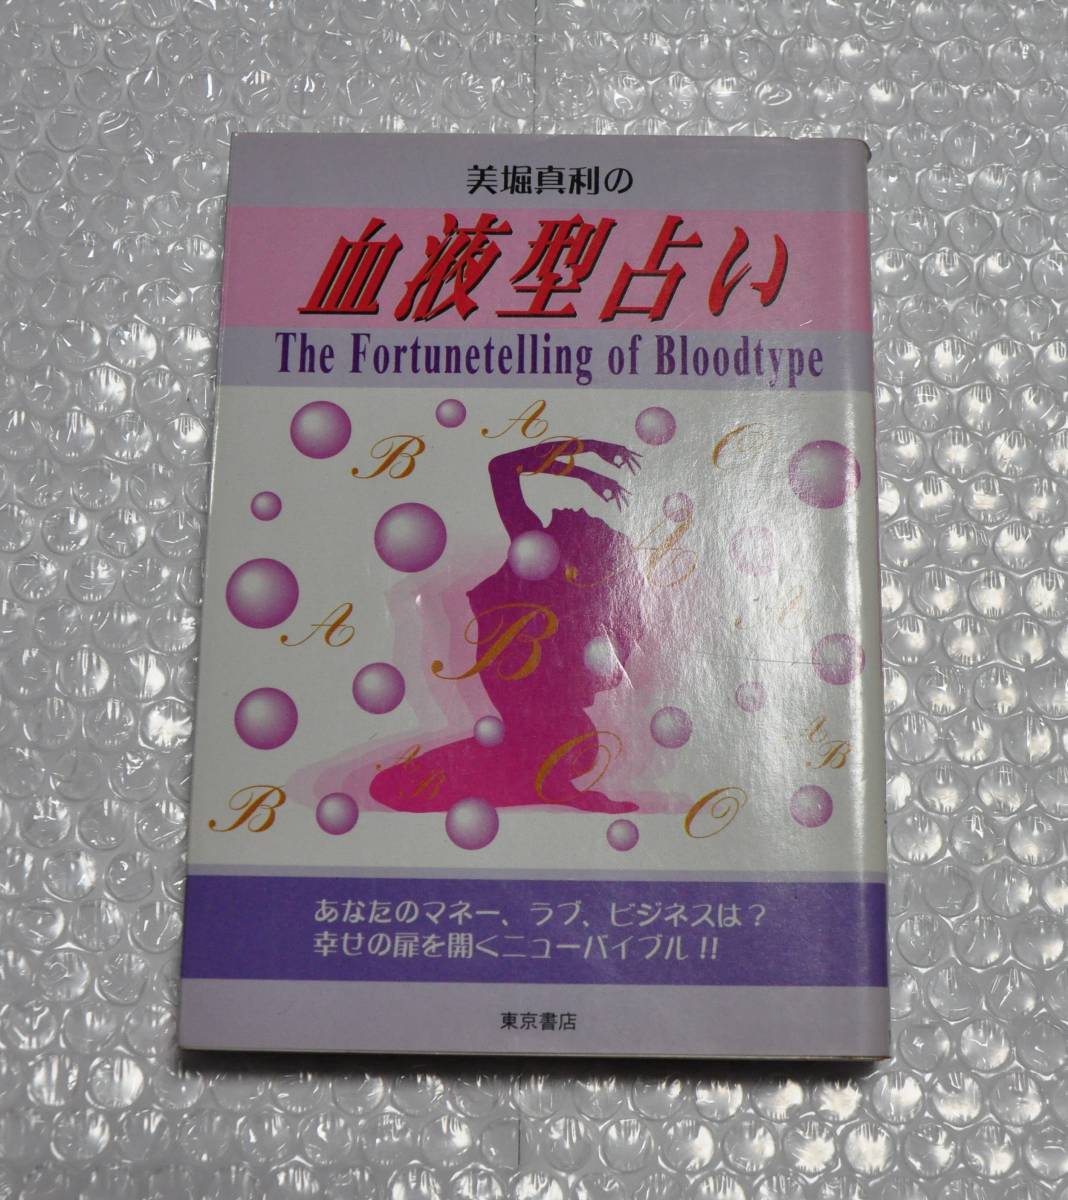 美堀真利の
血液型占い
The Fortunetelling of Bloodtype
A
B
B
O
A
A
A
B
A
B
A
B
O
B
O
あなたのマネー、ラブ、ビジネスは?
幸せの扉を開くニューバイブル!!
東京書店